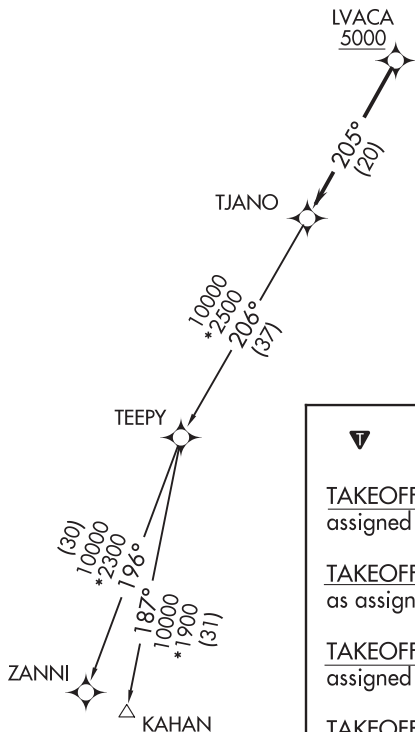 LVACA
5000
205°
(20)
TJANO
10000
*2500
206°
(37)
TEEPY
(30)
10000
*2300
196°
187°
10000
*1900
(31)
ZANNI
KAHAN
T
TAKEOFF
assigned
TAKEOFF
as assign
TAKEOFF
assigned
TAKEOFF